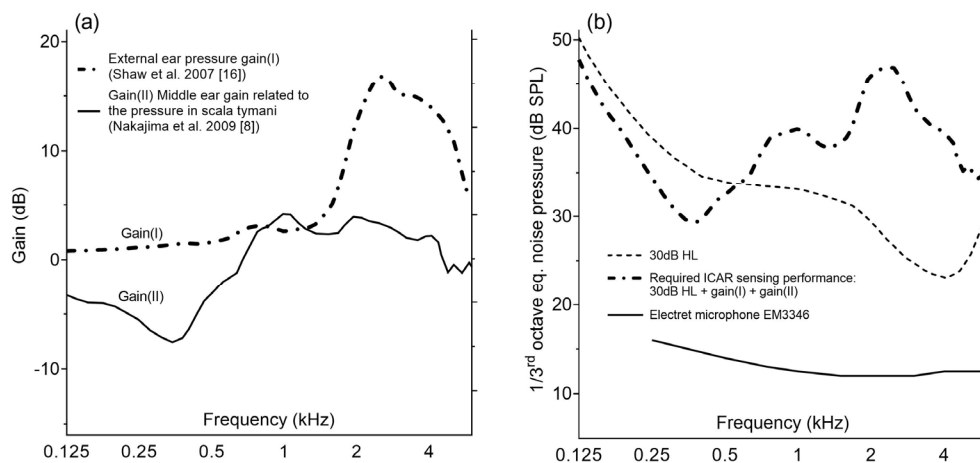 (a)
20
10
0
-10
Gain (dB)
External ear pressure gain(I)
(Shaw et al. 2007 [16])
Gain(II) Middle ear gain related to
the pressure in scala tymani
(Nakajima et al. 2009 [8])
Gain(I)
Gain(II)
Frequency (kHz)
0.125 0.25 0.5 1 2 4
(b)
50
40
30
20
10
1/3rd octave eq. noise pressure (dB SPL)
30dB HL
Required ICAR sensing performance:
30dB HL + gain(I) + gain(II)
Electret microphone EM3346
Frequency (kHz)
0.125 0.25 0.5 1 2 4